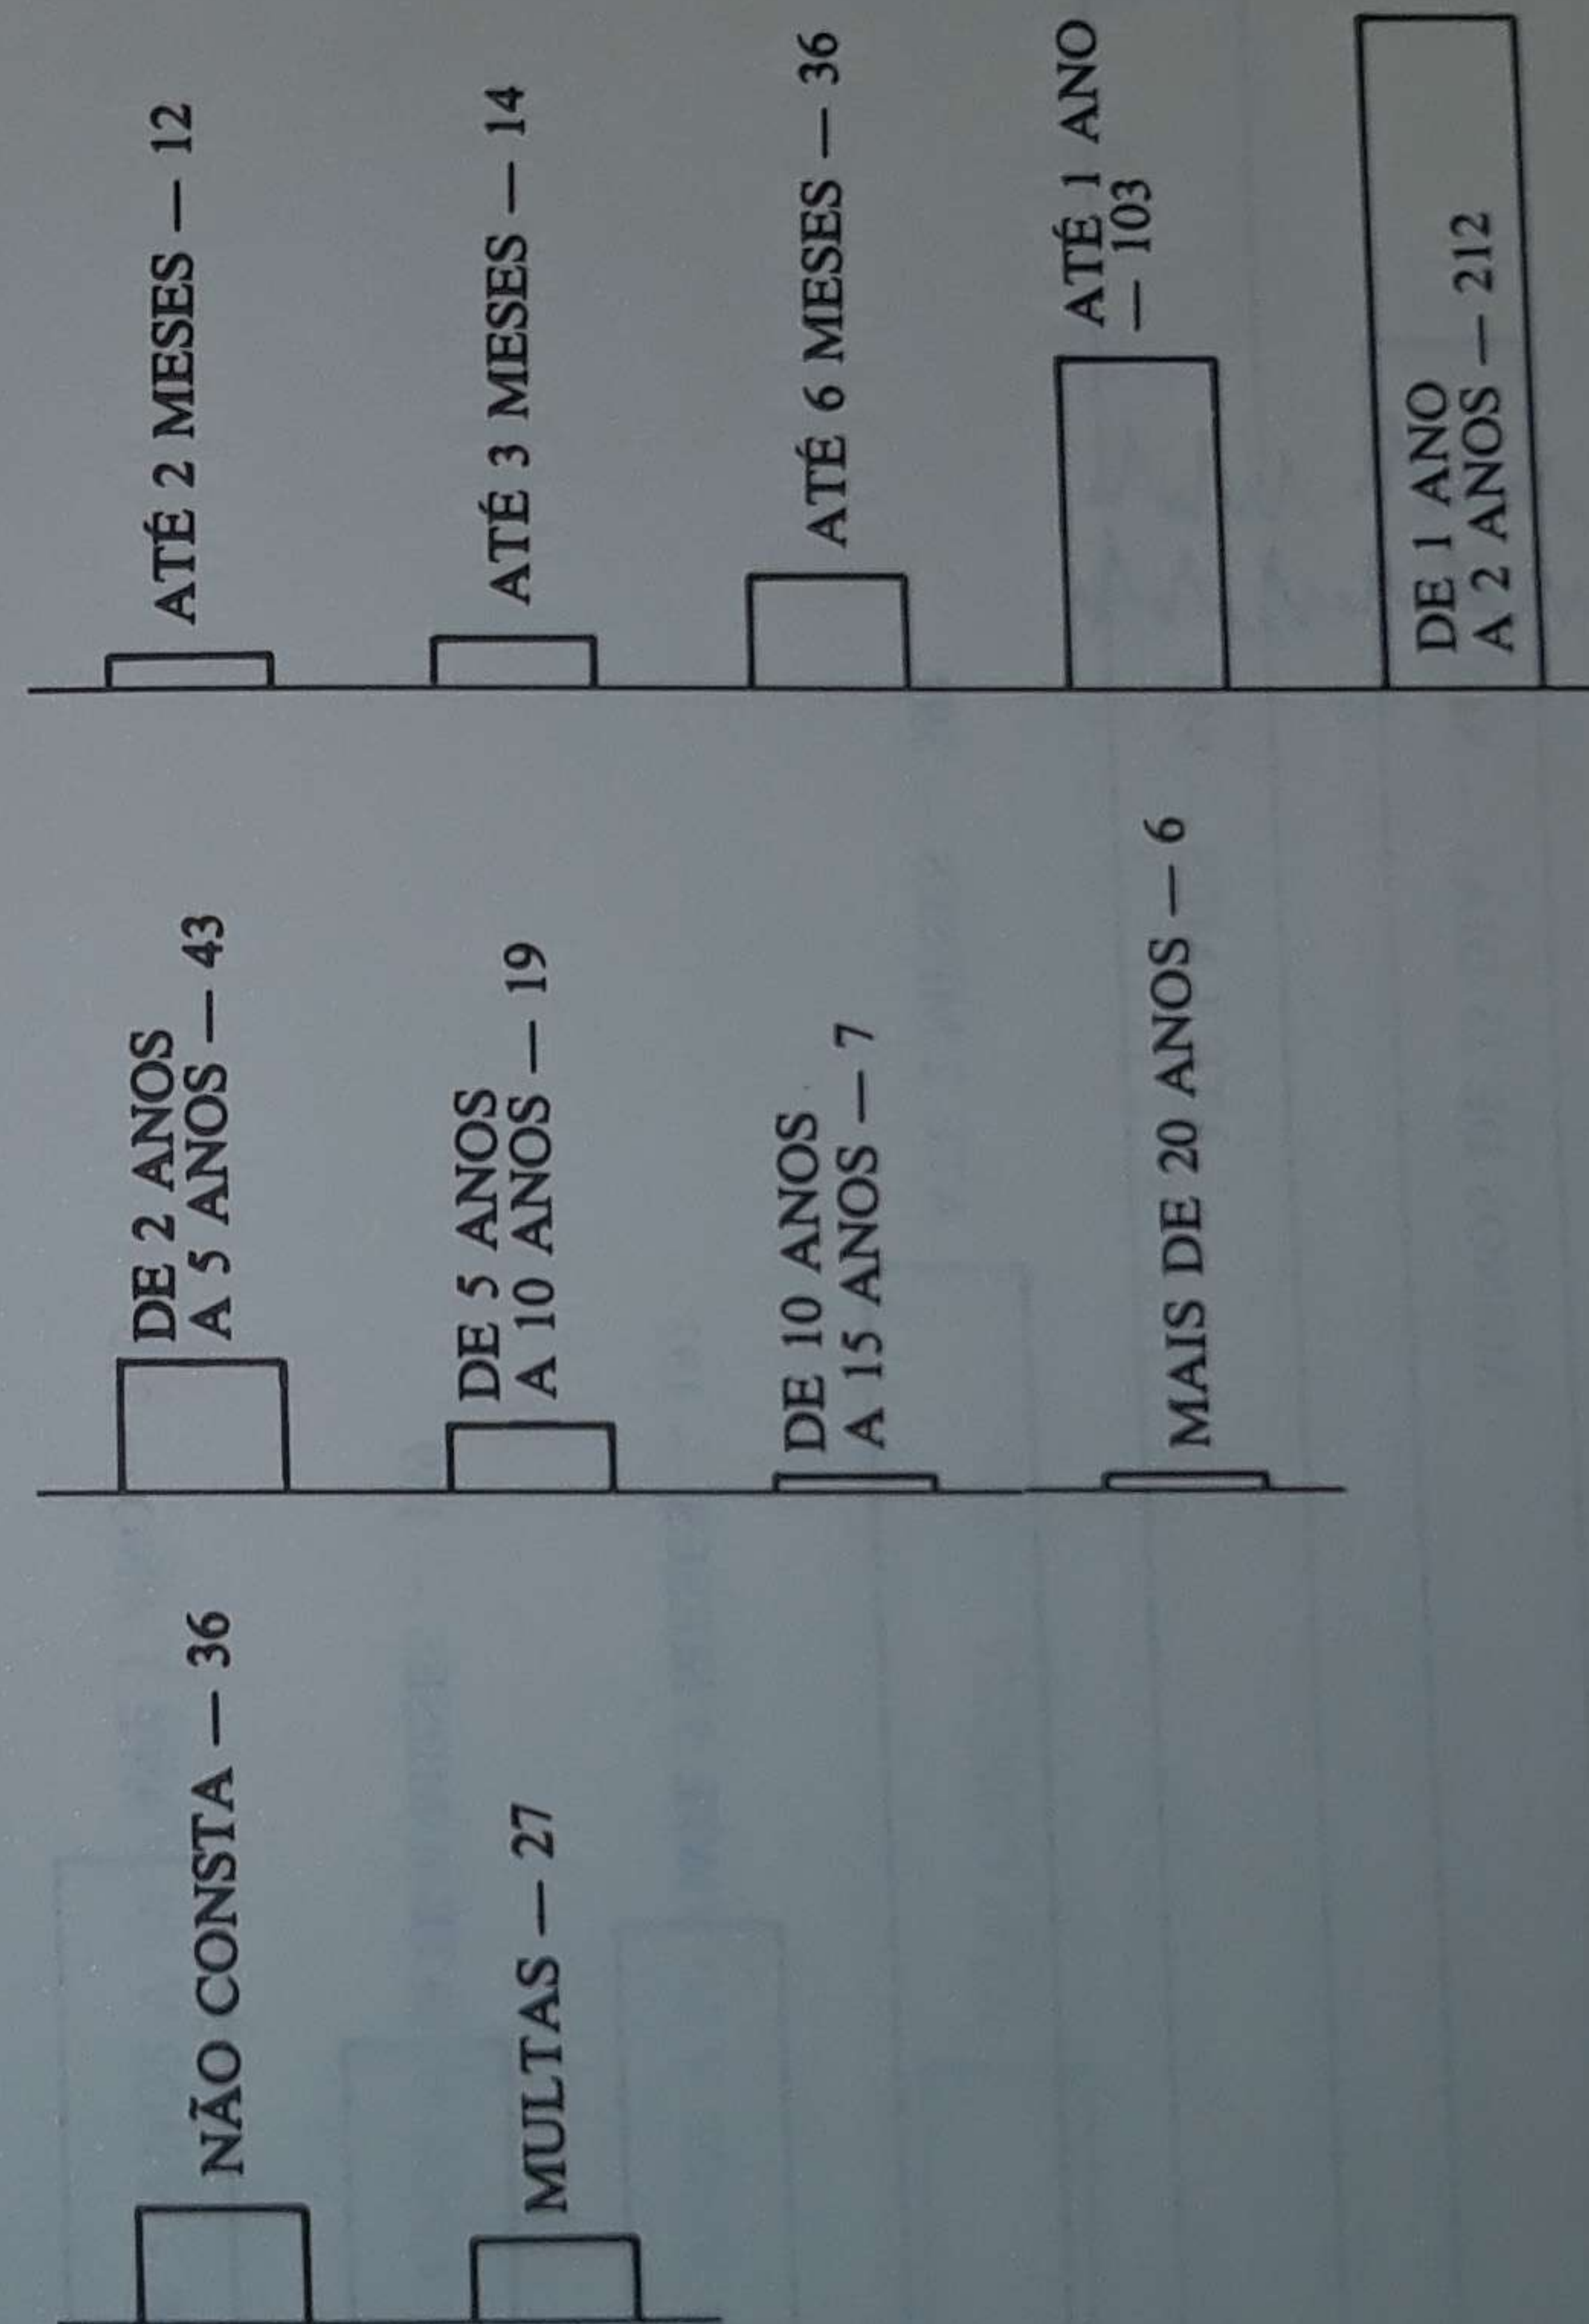 ATÉ 2 MESES — 12
ATÉ 3 MESES — 14
ATÉ 6 MESES — 36
ATÉ 1 ANO
— 103
DE 1 ANO
A 2 ANOS — 212
DE 2 ANOS
A 5 ANOS — 43
DE 5 ANOS
A 10 ANOS — 19
DE 10 ANOS
A 15 ANOS — 7
MAIS DE 20 ANOS — 6
NÃO CONSTA — 36
MULTAS — 27